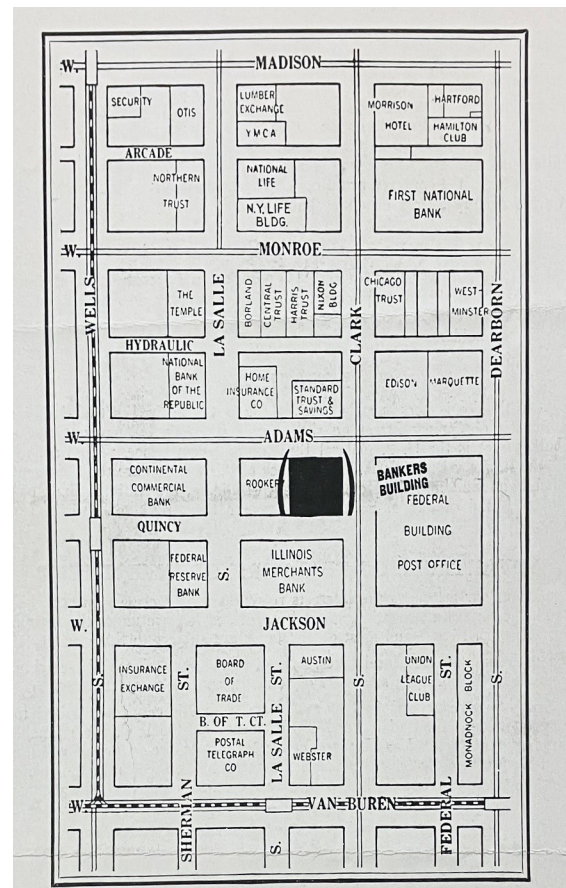 W. MADISON
SECURITY
OTIS
LUMBER
EXCHANGE
YMCA
MORRISON
HOTEL
HARTFORD
HAMILTON
CLUB
ARCADE
NORTHERN
TRUST
NATIONAL
LIFE
N.Y. LIFE
BLDG.
FIRST NATIONAL
BANK
W. MONROE
WELLS
THE
TEMPLE
LA SALLE
BORLAND
CENTRAL
TRUST
HARRIS
TRUST
NIXON
BLDG
CLARK
CHICAGO
TRUST
WEST-
MINSTER
DEARBORN
HYDRAULIC
NATIONAL
BANK
OF THE
REPUBLIC
HOME
INSURANCE
CO
STANDARD
TRUST &
SAVINGS
EDISON
MARQUETTE
W. ADAMS
CONTINENTAL
COMMERCIAL
BANK
ROOKERY
BANKERS
BUILDING
FEDERAL
BUILDING
POST OFFICE
QUINCY
FEDERAL
RESERVE
BANK
S.
ILLINOIS
MERCHANTS
BANK
W. JACKSON
S.
INSURANCE
EXCHANGE
SHERMAN ST.
BOARD
OF
TRADE
B. OF T. CT.
POSTAL
TELEGRAPH
CO
S. LA SALLE ST.
AUSTIN
WEBSTER
S.
UNION
LEAGUE
CLUB
FEDERAL ST.
MONADNOCK BLOCK
S.
W. VAN BUREN